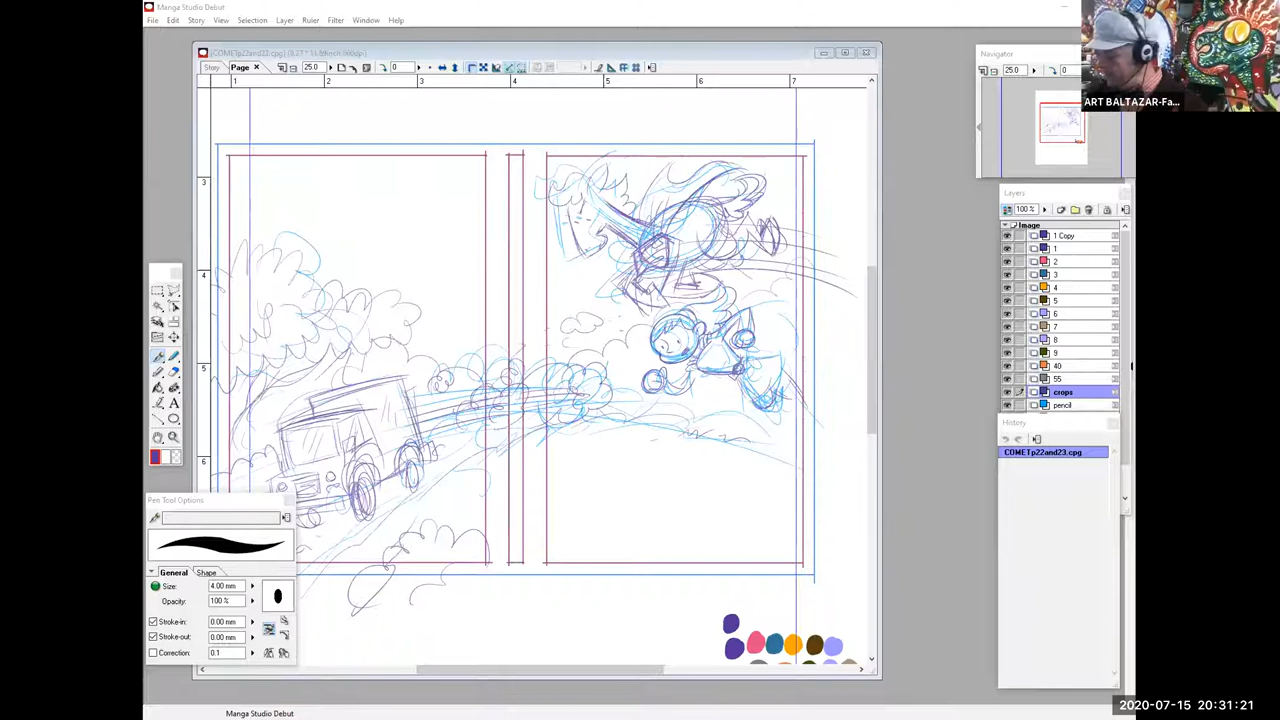 Manga Studio Debut
File Edit Story View Selection Layer Ruler Filter Window Help
[COMETp22and23.cpg]
Story Page 25.0 0
1 2 3 4 5 6 7
3
4
5
6
Pen Tool Options
General Shape
Size: 4.00 mm
Opacity: 100 %
Stroke-in: 0.00 mm
Stroke-out: 0.00 mm
Correction: 0.1
Navigator
25.0 0
ART BALTAZAR-Fa...
Layers
100 %
Image
1 Copy
1
2
3
4
5
6
7
8
9
40
55
crops
pencil
History
COMETp22and23.cpg
Manga Studio Debut
2020-07-15 20:31:21